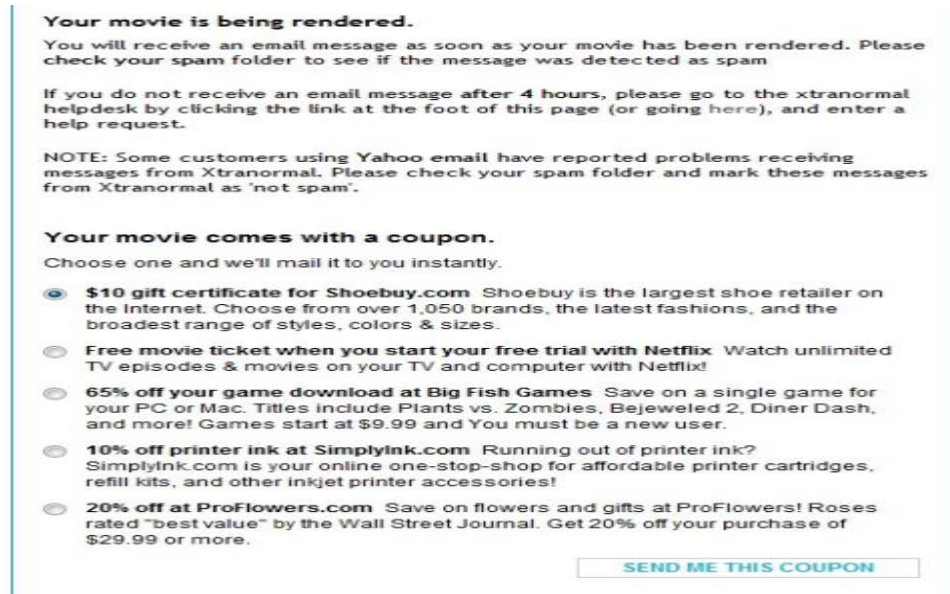 Your movie is being rendered.
You will receive an email message as soon as your movie has been rendered. Please
check your spam folder to see if the message was detected as spam
If you do not receive an email message after 4 hours, please go to the xtranormal
helpdesk by clicking the link at the foot of this page (or going here), and enter a
help request.
NOTE: Some customers using Yahoo email have reported problems receiving
messages from Xtranormal. Please check your spam folder and mark these messages
from Xtranormal as 'not spam'.
Your movie comes with a coupon.
Choose one and we'll mail it to you instantly.
$10 gift certificate for Shoebuy.com Shoebuy is the largest shoe retailer on
the Internet. Choose from over 1,050 brands, the latest fashions, and the
broadest range of styles, colors & sizes.
Free movie ticket when you start your free trial with Netflix Watch unlimited
TV episodes & movies on your TV and computer with Netflix!
65% off your game download at Big Fish Games Save on a single game for
your PC or Mac. Titles include Plants vs. Zombies, Bejeweled 2, Diner Dash,
and more! Games start at $9.99 and You must be a new user.
10% off printer ink at SimplyInk.com Running out of printer ink?
SimplyInk.com is your online one-stop-shop for affordable printer cartridges,
refill kits, and other inkjet printer accessories!
20% off at ProFlowers.com Save on flowers and gifts at ProFlowers! Roses
rated "best value" by the Wall Street Journal. Get 20% off your purchase of
$29.99 or more.
SEND ME THIS COUPON